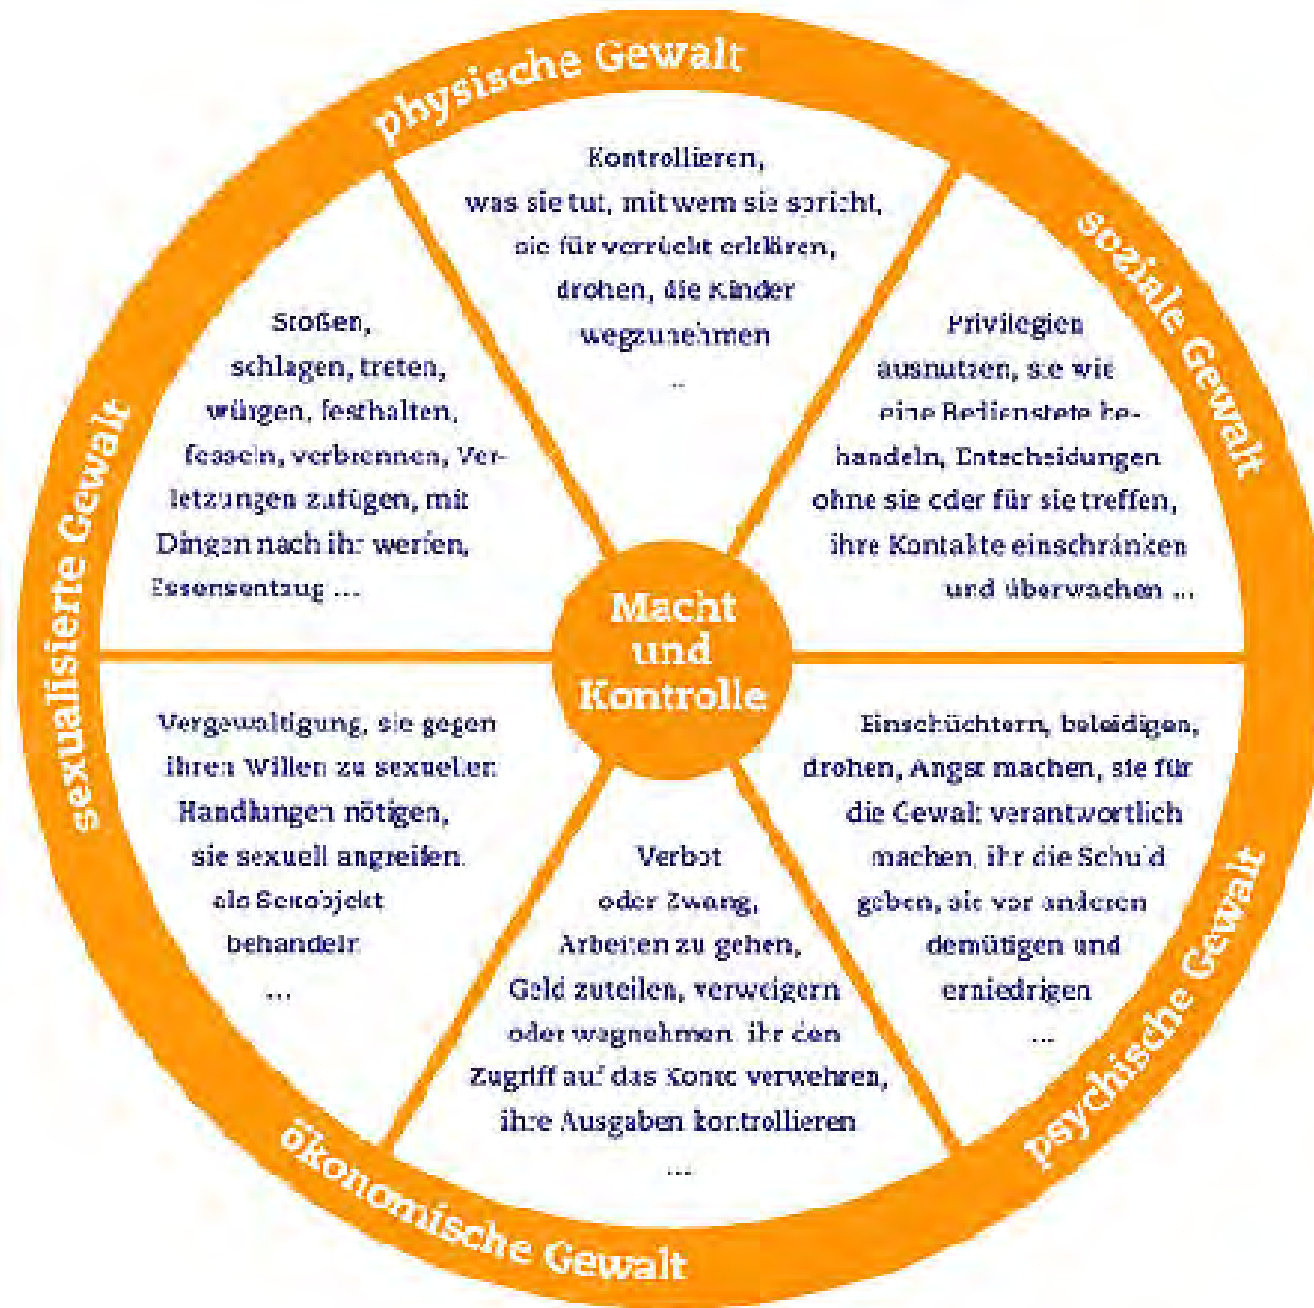 physische Gewalt
Kontrollieren,
was sie tut, mit wem sie spricht,
sie für verrückt erklären,
drohen, die Kinder
wegzunehmen
...
soziale Gewalt
Privilegien
ausnutzen, sie wie
eine Bedienstete be-
handeln, Entscheidungen
ohne sie oder für sie treffen,
ihre Kontakte einschränken
und überwachen ...
psychische Gewalt
Einschüchtern, beleidigen,
drohen, Angst machen, sie für
die Gewalt verantwortlich
machen, ihr die Schuld
geben, sie vor anderen
demütigen und
erniedrigen
...
ökonomische Gewalt
Verbot
oder Zwang,
Arbeiten zu gehen,
Geld zuteilen, verweigern
oder wegnehmen, ihr den
Zugriff auf das Konto verwehren,
ihre Ausgaben kontrollieren
...
sexualisierte Gewalt
Vergewaltigung, sie gegen
ihren Willen zu sexuellen
Handlungen nötigen,
sie sexuell angreifen,
als Sexobjekt
behandeln
...
Stoßen,
schlagen, treten,
würgen, festhalten,
fesseln, verbrennen, Ver-
letzungen zufügen, mit
Dingen nach ihr werfen,
Essensentzug ...
Macht
und
Kontrolle